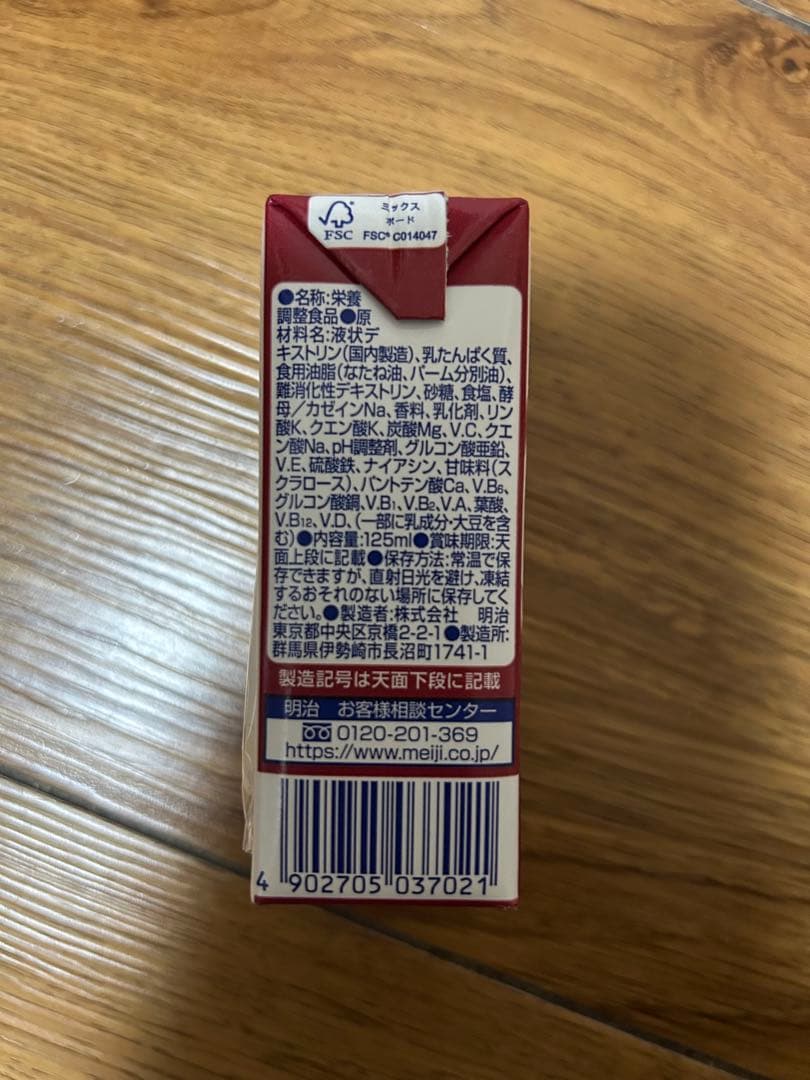 ミックス
ボード
FSC
FSC® C014047
●名称:栄養
調整食品●原
材料名:液状デ
キストリン(国内製造)、乳たんぱく質、
食用油脂(なたね油、パーム分別油)、
難消化性デキストリン、砂糖、食塩、酵
母/カゼインNa、香料、乳化剤、リン
酸K、クエン酸K、炭酸Mg、V.C、クエ
ン酸Na、pH調整剤、グルコン酸亜鉛、
V.E、硫酸鉄、ナイアシン、甘味料(ス
クラロース)、パントテン酸Ca、V.B6、
グルコン酸銅、V.B1、V.B2、V.A、葉酸、
V.B12、V.D、(一部に乳成分・大豆を含
む)●内容量:125ml●賞味期限:天
面上段に記載●保存方法:常温で保
存できますが、直射日光を避け、凍結
するおそれのない場所に保存してく
ださい。●製造者:株式会社 明治
東京都中央区京橋2-2-1●製造所:
群馬県伊勢崎市長沼町1741-1
製造記号は天面下段に記載
明治 お客様相談センター
0120-201-369
https://www.meiji.co.jp/
4 902705 037021